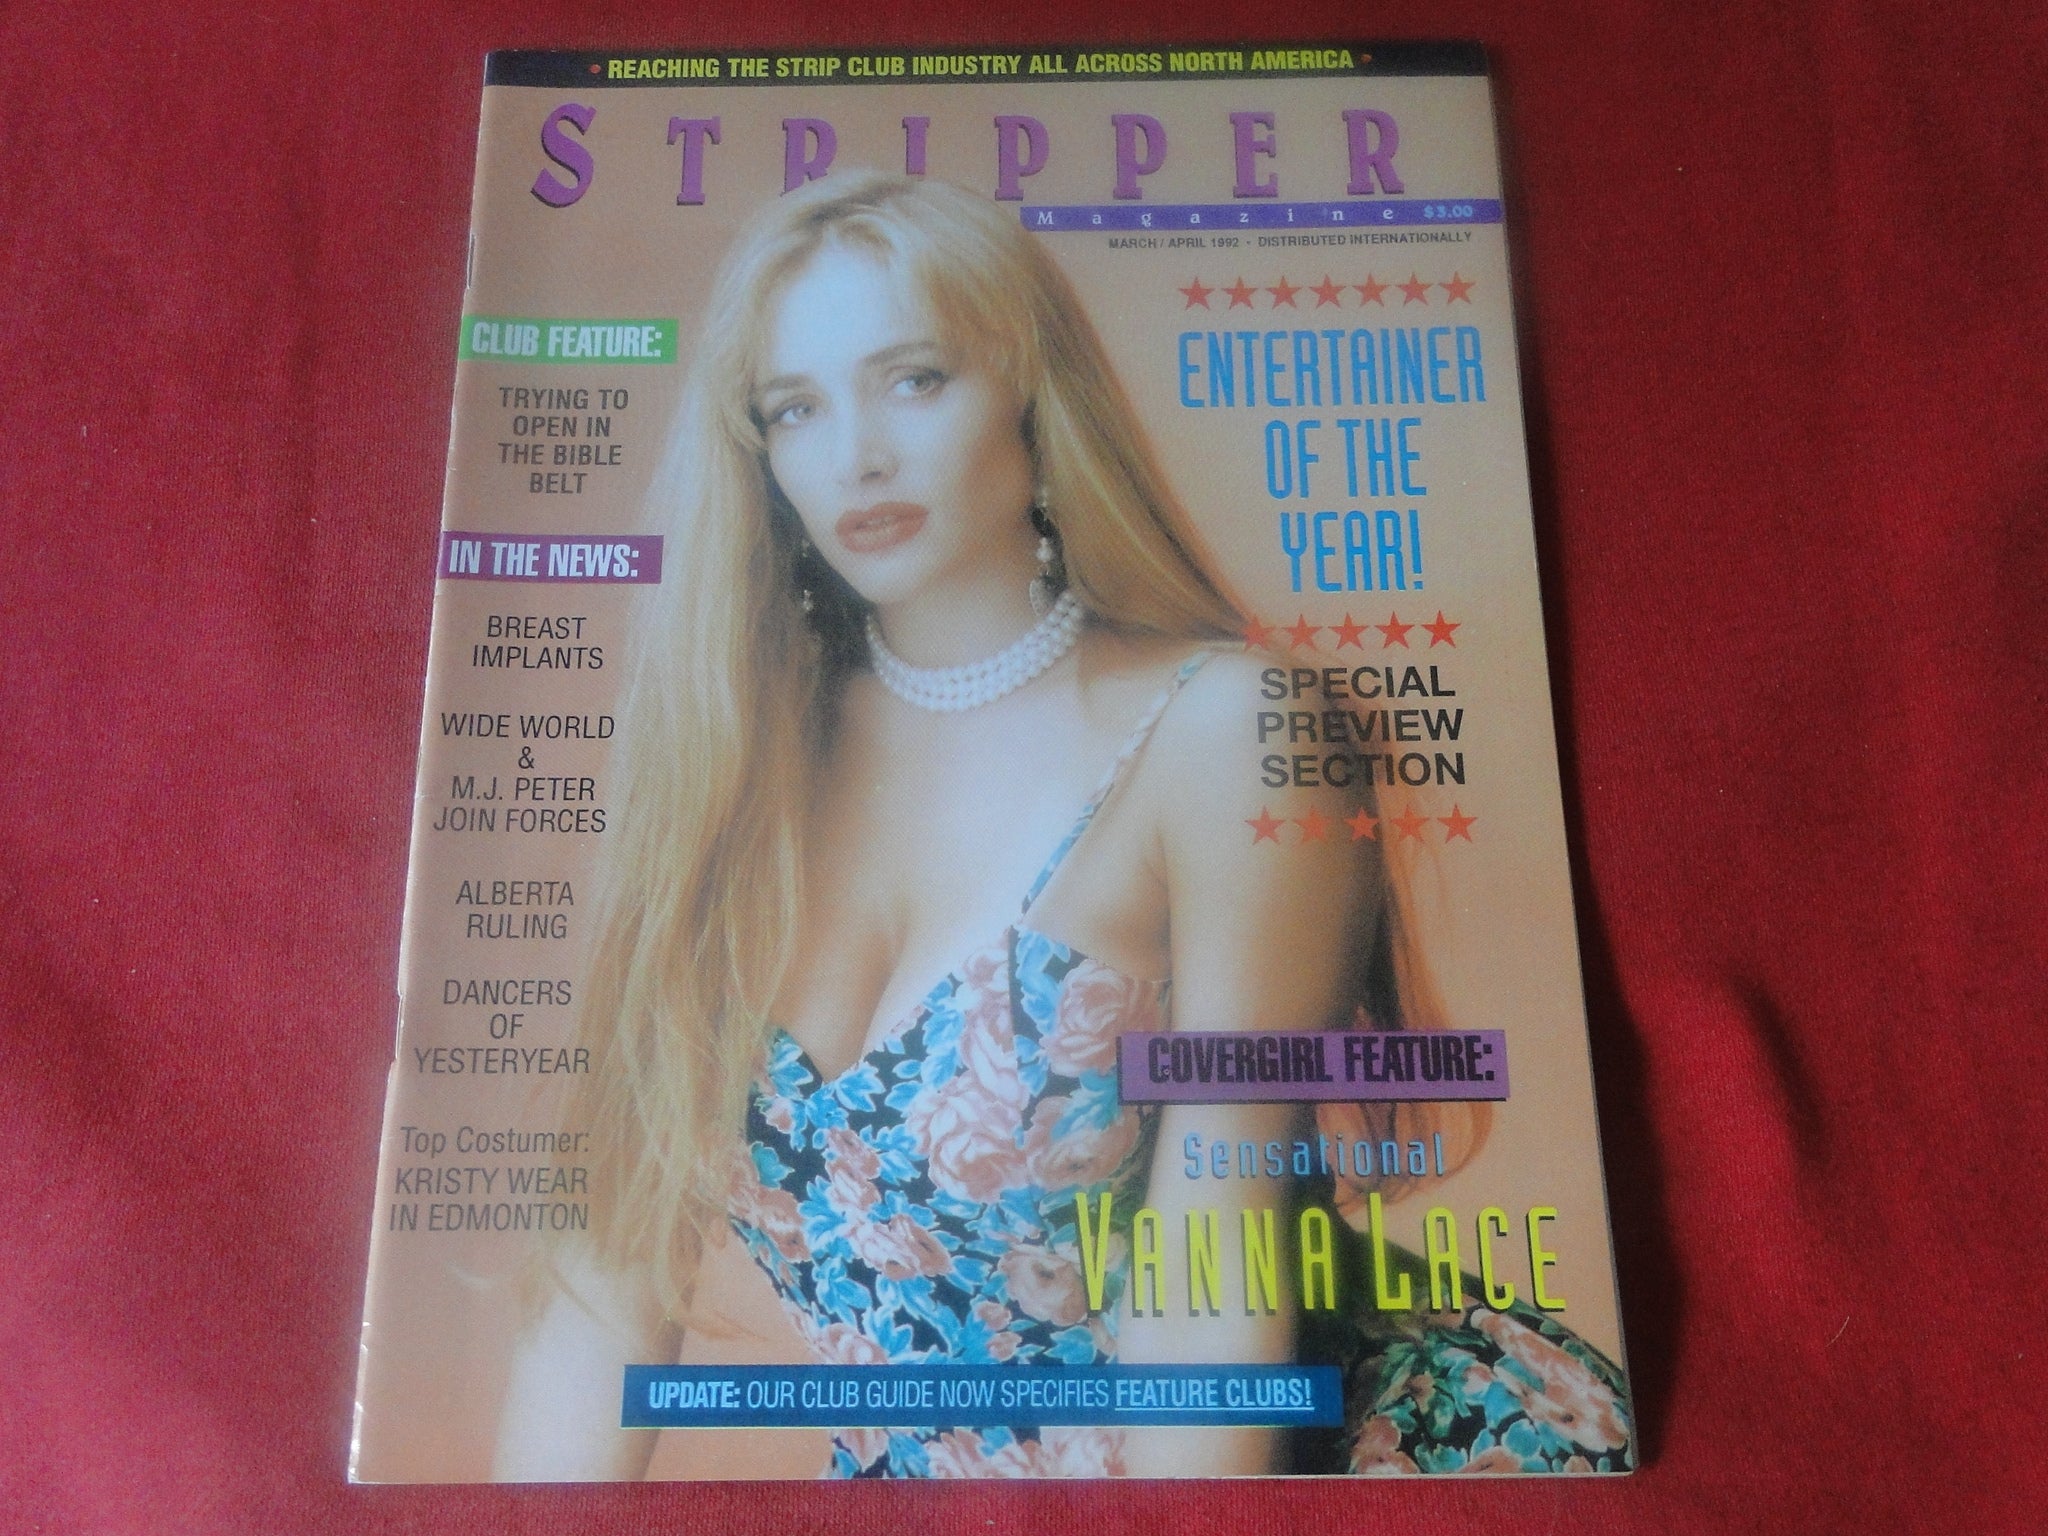 • REACHING THE STRIP CLUB INDUSTRY ALL ACROSS NORTH AMERICA •
STRIPPER
Magazine $3.00
MARCH / APRIL 1992 • DISTRIBUTED INTERNATIONALLY
CLUB FEATURE:
TRYING TO
OPEN IN
THE BIBLE
BELT
IN THE NEWS:
BREAST
IMPLANTS
WIDE WORLD
&
M.J. PETER
JOIN FORCES
ALBERTA
RULING
DANCERS
OF
YESTERYEAR
Top Costumer:
KRISTY WEAR
IN EDMONTON
ENTERTAINER
OF THE
YEAR!
SPECIAL
PREVIEW
SECTION
COVERGIRL FEATURE:
Sensational
VANNA LACE
UPDATE: OUR CLUB GUIDE NOW SPECIFIES FEATURE CLUBS!